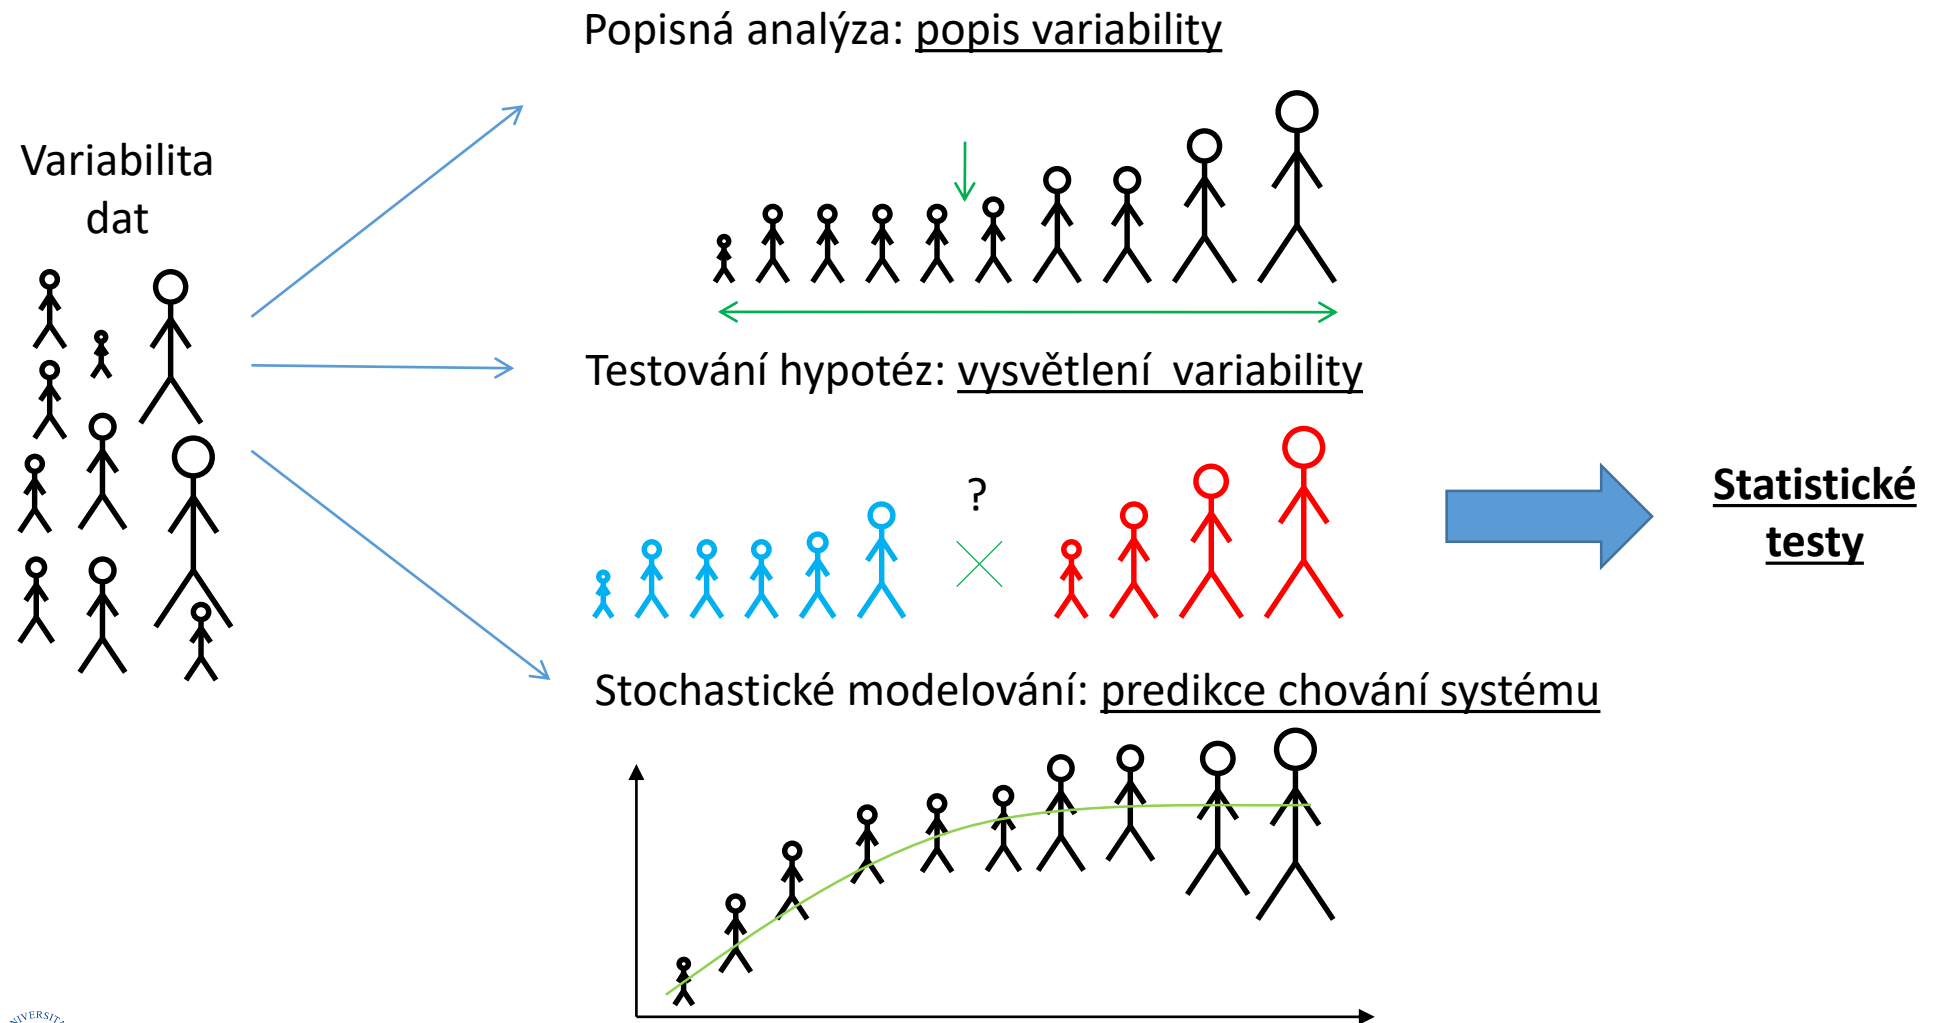 Popisná analýza: popis variability
Variabilita
dat
Testování hypotéz: vysvětlení  variability
?
Statistické
testy
Stochastické modelování: predikce chování systému